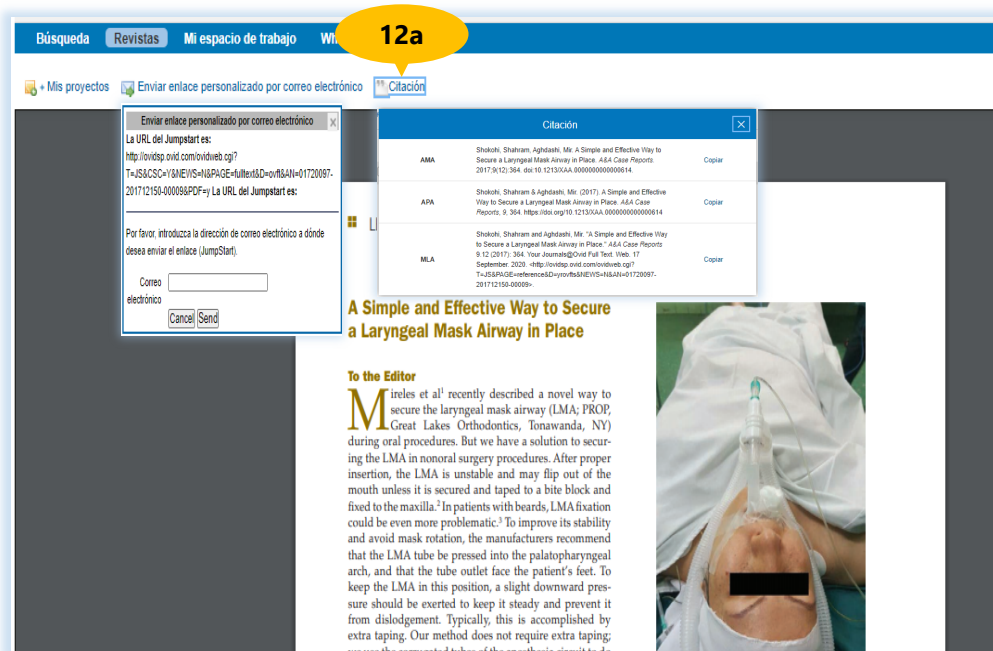 Búsqueda Revistas Mi espacio de trabajo Wh
12a
+ Mis proyectos Enviar enlace personalizado por correo electrónico Citación
Enviar enlace personalizado por correo electrónico X
La URL del Jumpstart es:
http://ovidsp.ovid.com/ovidweb.cgi?
T=JS&CSC=Y&NEWS=N&PAGE=fulltext&D=ovft&AN=01720097-
201712150-00009&PDF=y La URL del Jumpstart es:
Por favor, introduzca la dirección de correo electrónico a dónde
desea enviar el enlace (JumpStart).
Correo
electrónico
Cancel Send
Citación
AMA
Shokohi, Shahram, Aghdashi, Mir. A Simple and Effective Way to
Secure a Laryngeal Mask Airway in Place. A&A Case Reports.
2017;9(12):364. doi:10.1213/XAA.0000000000000614.
Copiar
APA
Shokohi, Shahram & Aghdashi, Mir. (2017). A Simple and Effective
Way to Secure a Laryngeal Mask Airway in Place. A&A Case
Reports, 9, 364. https://doi.org/10.1213/XAA.0000000000000614
Copiar
MLA
Shokohi, Shahram and Aghdashi, Mir. "A Simple and Effective Way
to Secure a Laryngeal Mask Airway in Place." A&A Case Reports
9.12 (2017): 364. Your Journals@Ovid Full Text. Web. 17
September. 2020. <http://ovidsp.ovid.com/ovidweb.cgi?
T=JS&PAGE=reference&D=yrovfts&NEWS=N&AN=01720097-
201712150-00009>.
Copiar
A Simple and Effective Way to Secure
a Laryngeal Mask Airway in Place
To the Editor
Mireles et al1 recently described a novel way to
secure the laryngeal mask airway (LMA; PROP,
Great Lakes Orthodontics, Tonawanda, NY)
during oral procedures. But we have a solution to secur-
ing the LMA in nonoral surgery procedures. After proper
insertion, the LMA is unstable and may flip out of the
mouth unless it is secured and taped to a bite block and
fixed to the maxilla.2 In patients with beards, LMA fixation
could be even more problematic.3 To improve its stability
and avoid mask rotation, the manufacturers recommend
that the LMA tube be pressed into the palatopharyngeal
arch, and that the tube outlet face the patient's feet. To
keep the LMA in this position, a slight downward pres-
sure should be exerted to keep it steady and prevent it
from dislodgement. Typically, this is accomplished by
extra taping. Our method does not require extra taping;